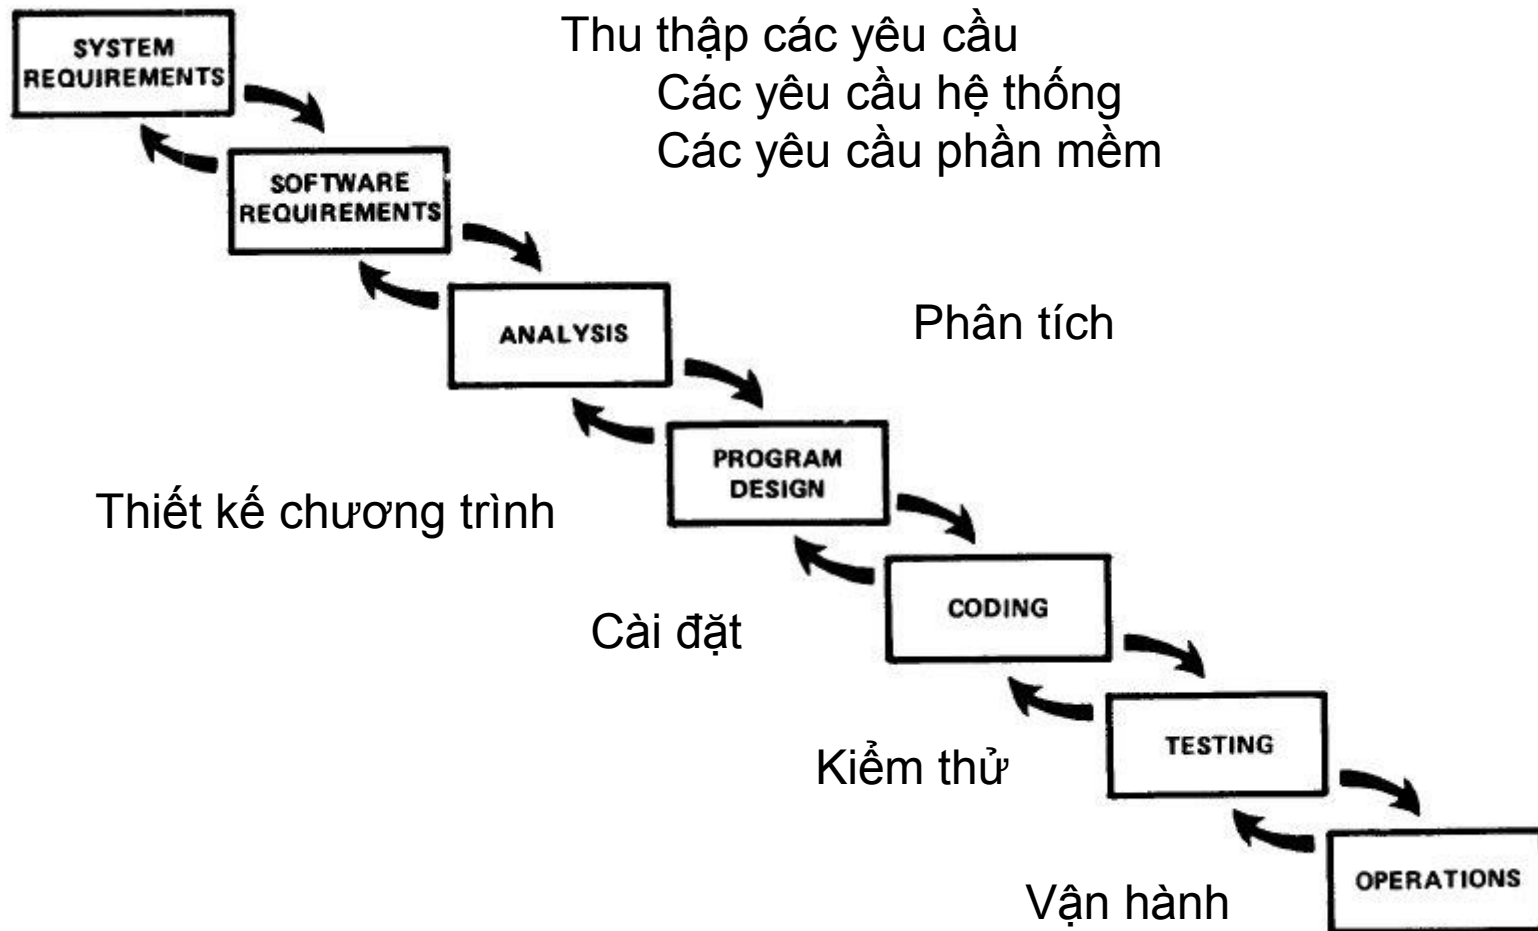 SYSTEM
REQUIREMENTS
Thu thập các yêu cầu
Các yêu cầu hệ thống
Các yêu cầu phần mềm
SOFTWARE
REQUIREMENTS
ANALYSIS
Phân tích
PROGRAM
DESIGN
Thiết kế chương trình
CODING
Cài đặt
TESTING
Kiểm thử
OPERATIONS
Vận hành